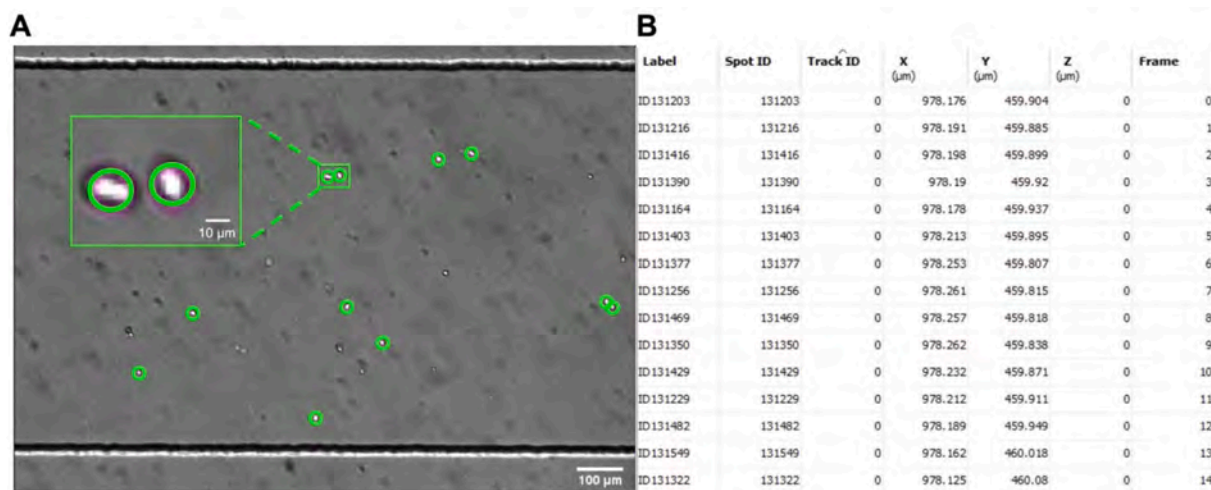 A
10 µm
100 µm
B
Label Spot ID Track ID X Y Z Frame
(µm) (µm) (µm)
ID131203 131203 0 978.176 459.904 0 0
ID131216 131216 0 978.191 459.885 0 1
ID131416 131416 0 978.198 459.899 0 2
ID131390 131390 0 978.19 459.92 0 3
ID131164 131164 0 978.178 459.937 0 4
ID131403 131403 0 978.213 459.895 0 5
ID131377 131377 0 978.253 459.807 0 6
ID131256 131256 0 978.261 459.815 0 7
ID131469 131469 0 978.257 459.818 0 8
ID131350 131350 0 978.262 459.838 0 9
ID131429 131429 0 978.232 459.871 0 10
ID131229 131229 0 978.212 459.911 0 11
ID131482 131482 0 978.189 459.949 0 12
ID131549 131549 0 978.162 460.018 0 13
ID131322 131322 0 978.125 460.08 0 14